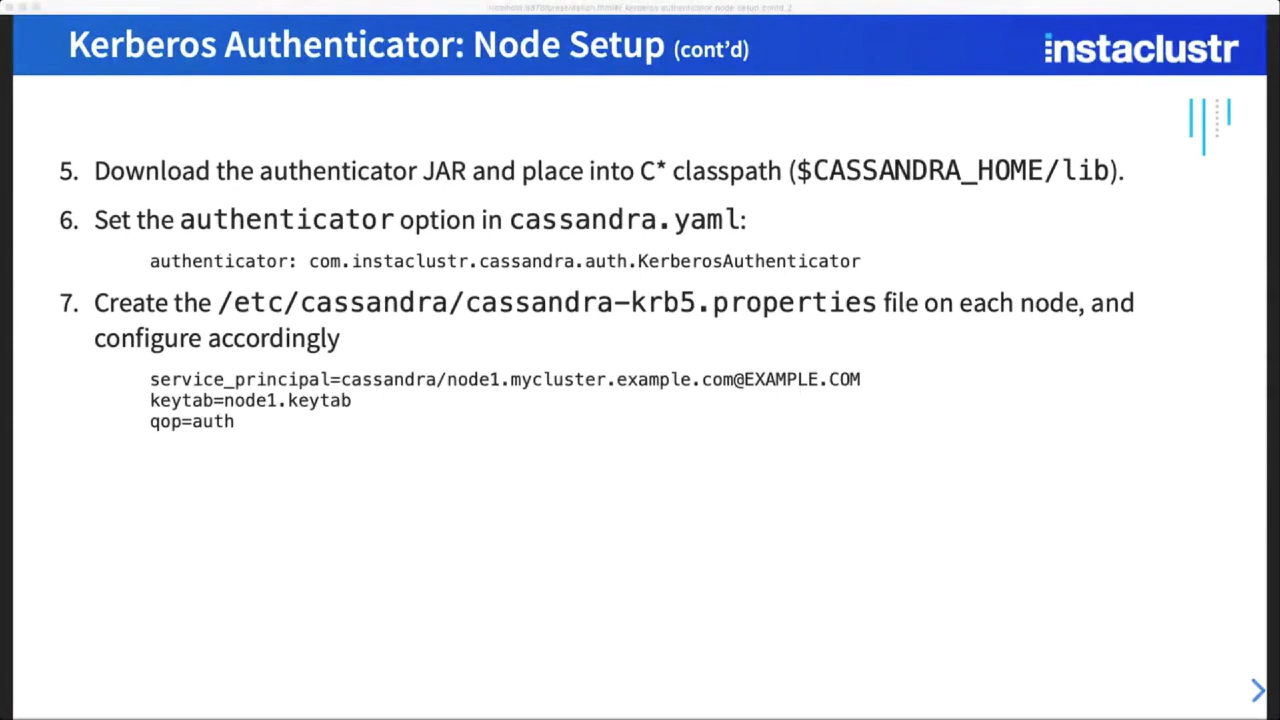 Kerberos Authenticator: Node Setup (cont'd)
instaclustr
5. Download the authenticator JAR and place into C* classpath ($CASSANDRA_HOME/lib).
6. Set the authenticator option in cassandra.yaml:
authenticator: com.instaclustr.cassandra.auth.KerberosAuthenticator
7. Create the /etc/cassandra/cassandra-krb5.properties file on each node, and
configure accordingly
service_principal=cassandra/node1.mycluster.example.com@EXAMPLE.COM
keytab=node1.keytab
qop=auth